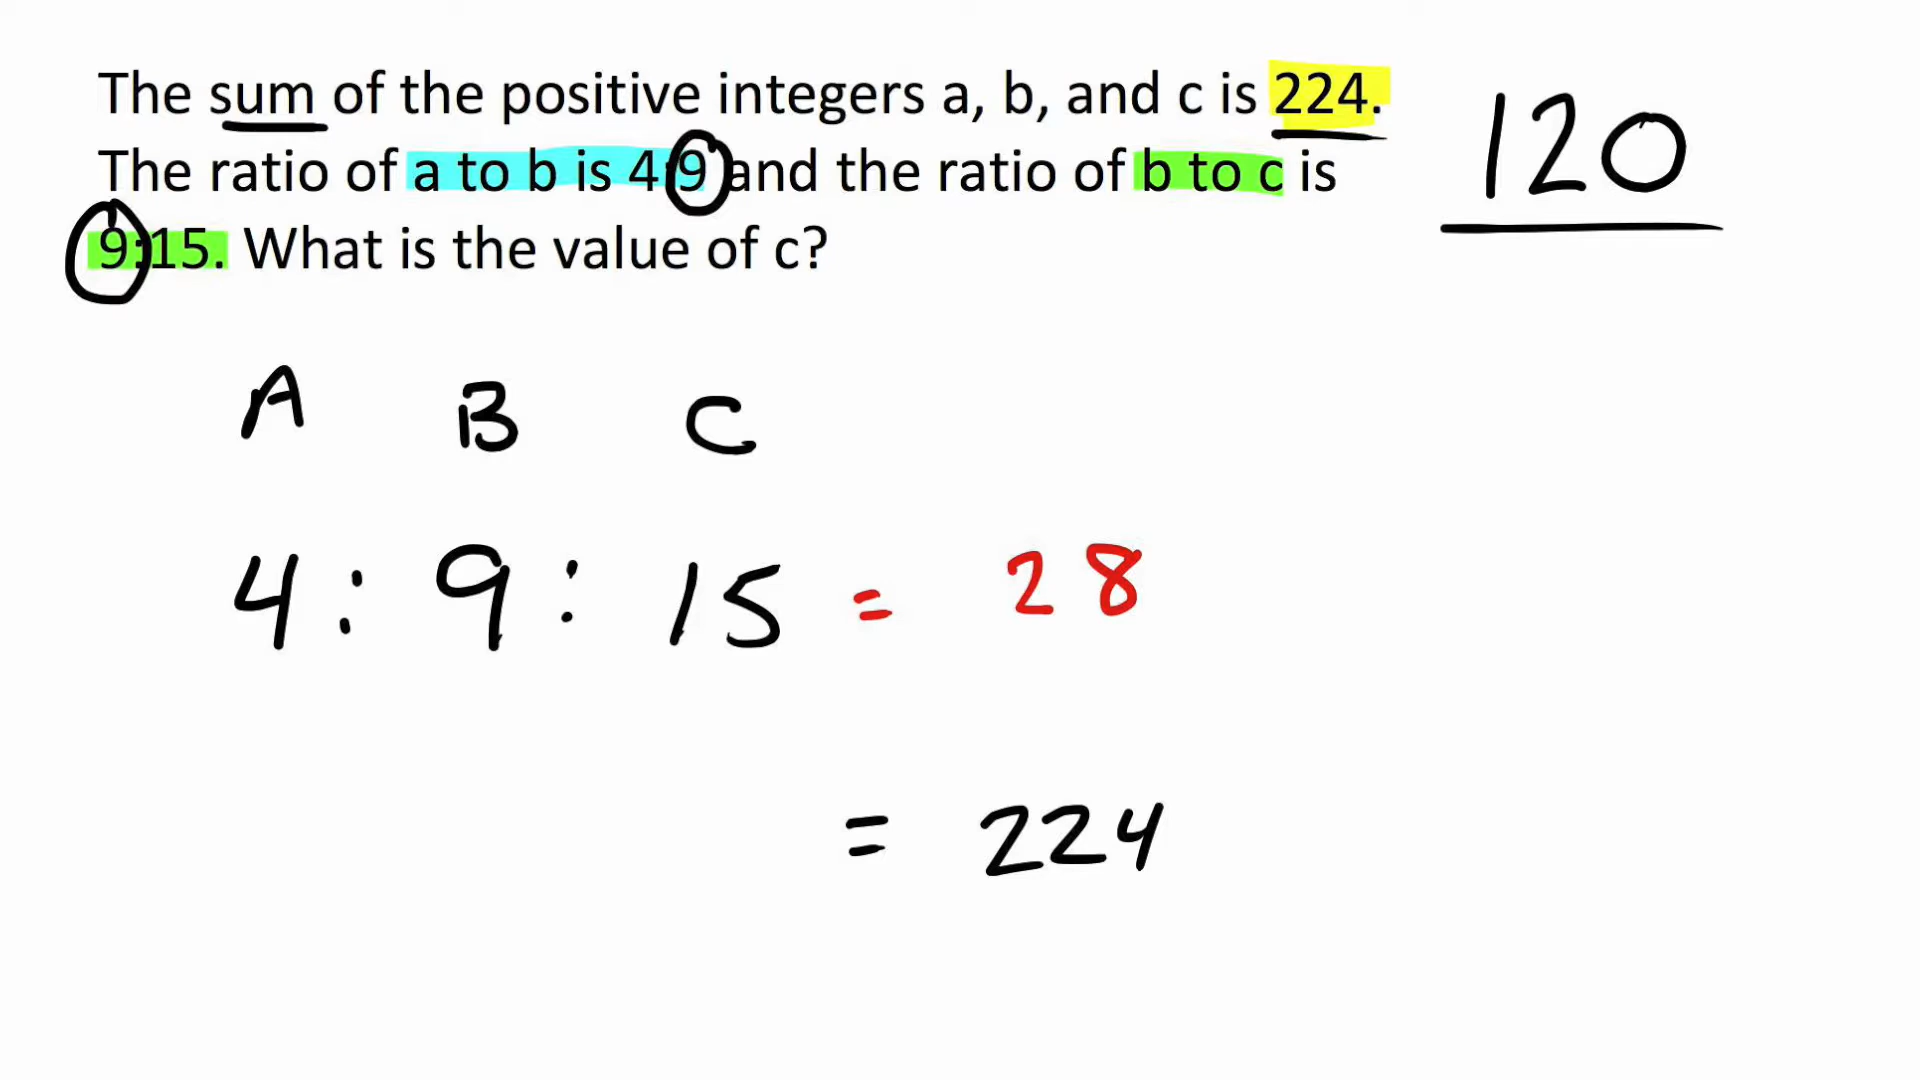 The sum of the positive integers a, b, and c is 224.
120
The ratio of a to b is 4:9 and the ratio of b to c is
9:15. What is the value of c?
A B C
4 : 9 : 15 = 28
= 224